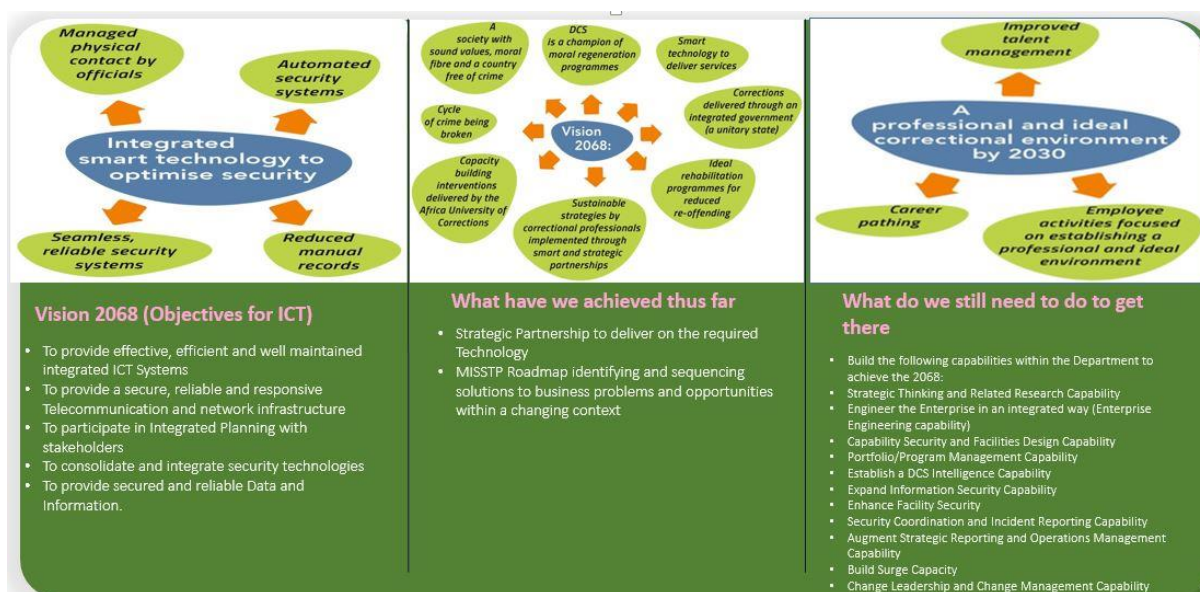 Managed
physical
contact by
officials
Automated
security
systems
Integrated
smart technology to
optimise security
Seamless,
reliable security
systems
Reduced
manual
records
Vision 2068 (Objectives for ICT)
• To provide effective, efficient and well maintained
integrated ICT Systems
• To provide a secure, reliable and responsive
Telecommunication and network infrastructure
• To participate in Integrated Planning with
stakeholders
• To consolidate and integrate security technologies
• To provide secured and reliable Data and
Information.
A
society with
sound values, moral
fibre and a country
free of crime
DCS
is a champion of
moral regeneration
programmes
Smart
technology to
deliver services
Cycle
of crime being
broken
Vision
2068:
Corrections
delivered through an
integrated government
(a unitary state)
Capacity
building
interventions
delivered by the
Africa University of
Corrections
Sustainable
strategies by
correctional professionals
implemented through
smart and strategic
partnerships
Ideal
rehabilitation
programmes for
reduced
re-offending
What have we achieved thus far
• Strategic Partnership to deliver on the required
Technology
• MISSTP Roadmap identifying and sequencing
solutions to business problems and opportunities
within a changing context
Improved
talent
management
A
professional and ideal
correctional environment
by 2030
Career
pathing
Employee
activities focused
on establishing a
professional and ideal
environment
What do we still need to do to get
there
• Build the following capabilities within the Department to
achieve the 2068:
• Strategic Thinking and Related Research Capability
• Engineer the Enterprise in an integrated way (Enterprise
Engineering capability)
• Capability Security and Facilities Design Capability
• Portfolio/Program Management Capability
• Establish a DCS Intelligence Capability
• Expand Information Security Capability
• Enhance Facility Security
• Security Coordination and Incident Reporting Capability
• Augment Strategic Reporting and Operations Management
Capability
• Build Surge Capacity
• Change Leadership and Change Management Capability